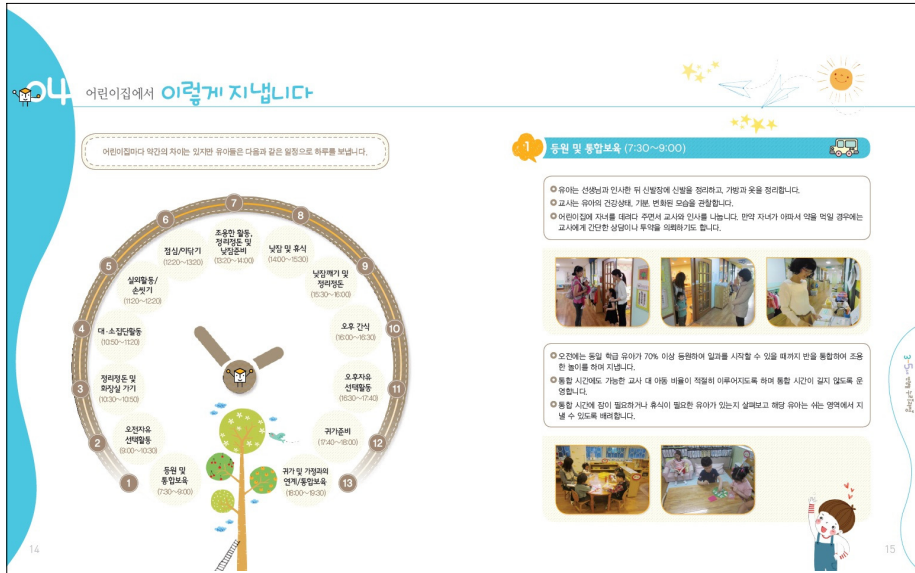 04 어린이집에서 이렇게 지냅니다
어린이집마다 약간의 차이는 있지만 유아들은 다음과 같은 일정으로 하루를 보냅니다.
1
등원 및
통합보육
(7:30~9:00)
2
오전자유
선택활동
(9:00~10:30)
3
정리정돈 및
화장실 가기
(10:30~10:50)
4
대·소집단활동
(10:50~11:20)
5
실외활동/
손씻기
(11:20~12:20)
6
점심/이닦기
(12:20~13:20)
7
조용한 활동,
정리정돈 및
낮잠준비
(13:20~14:00)
8
낮잠 및 휴식
(14:00~15:30)
9
낮잠깨기 및
정리정돈
(15:30~16:00)
10
오후 간식
(16:00~16:30)
11
오후자유
선택활동
(16:30~17:40)
12
귀가준비
(17:40~18:00)
13
귀가 및 가정과의
연계/통합보육
(18:00~19:30)
14
1 등원 및 통합보육 (7:30~9:00)
유아는 선생님과 인사한 뒤 신발장에 신발을 정리하고, 가방과 옷을 정리합니다.
교사는 유아의 건강상태, 기분, 변화된 모습을 관찰합니다.
어린이집에 자녀를 데려다 주면서 교사와 인사를 나눕니다. 만약 자녀가 아파서 약을 먹일 경우에는
교사에게 간단한 상담이나 투약을 의뢰하기도 합니다.
오전에는 동일 학급 유아가 70% 이상 등원하여 일과를 시작할 수 있을 때까지 반을 통합하여 조용
한 놀이를 하며 지냅니다.
통합 시간에도 가능한 교사 대 아동 비율이 적절히 이루어지도록 하며 통합 시간이 길지 않도록 운
영합니다.
통합 시간에 잠이 필요하거나 휴식이 필요한 유아가 있는지 살펴보고 해당 유아는 쉬는 영역에서 지
낼 수 있도록 배려합니다.
3-5세
15